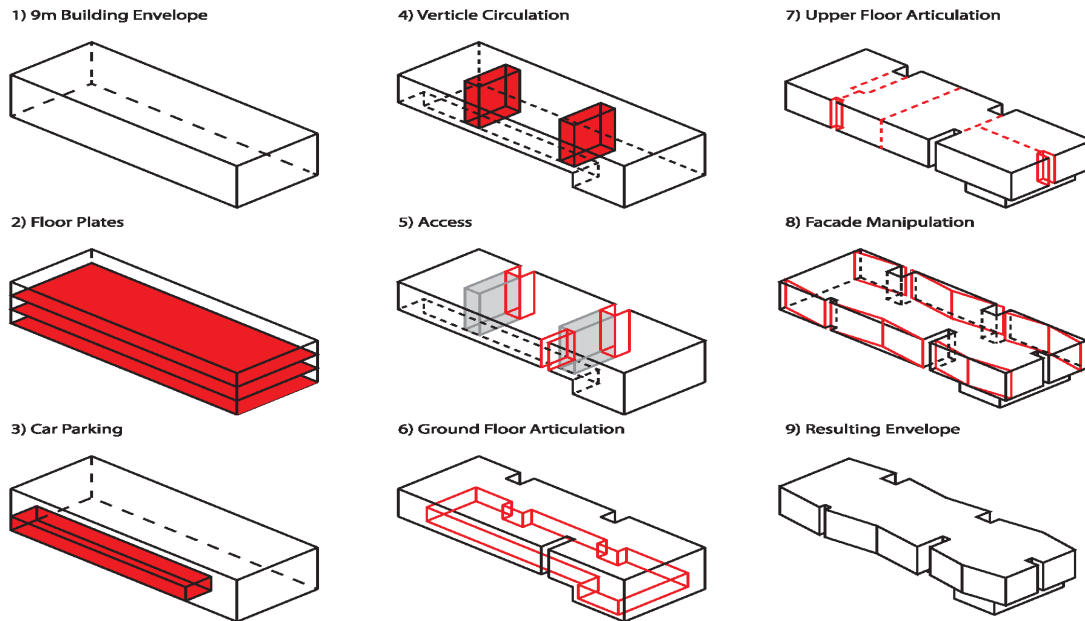 1) 9m Building Envelope
4) Verticle Circulation
7) Upper Floor Articulation
2) Floor Plates
5) Access
8) Facade Manipulation
3) Car Parking
6) Ground Floor Articulation
9) Resulting Envelope